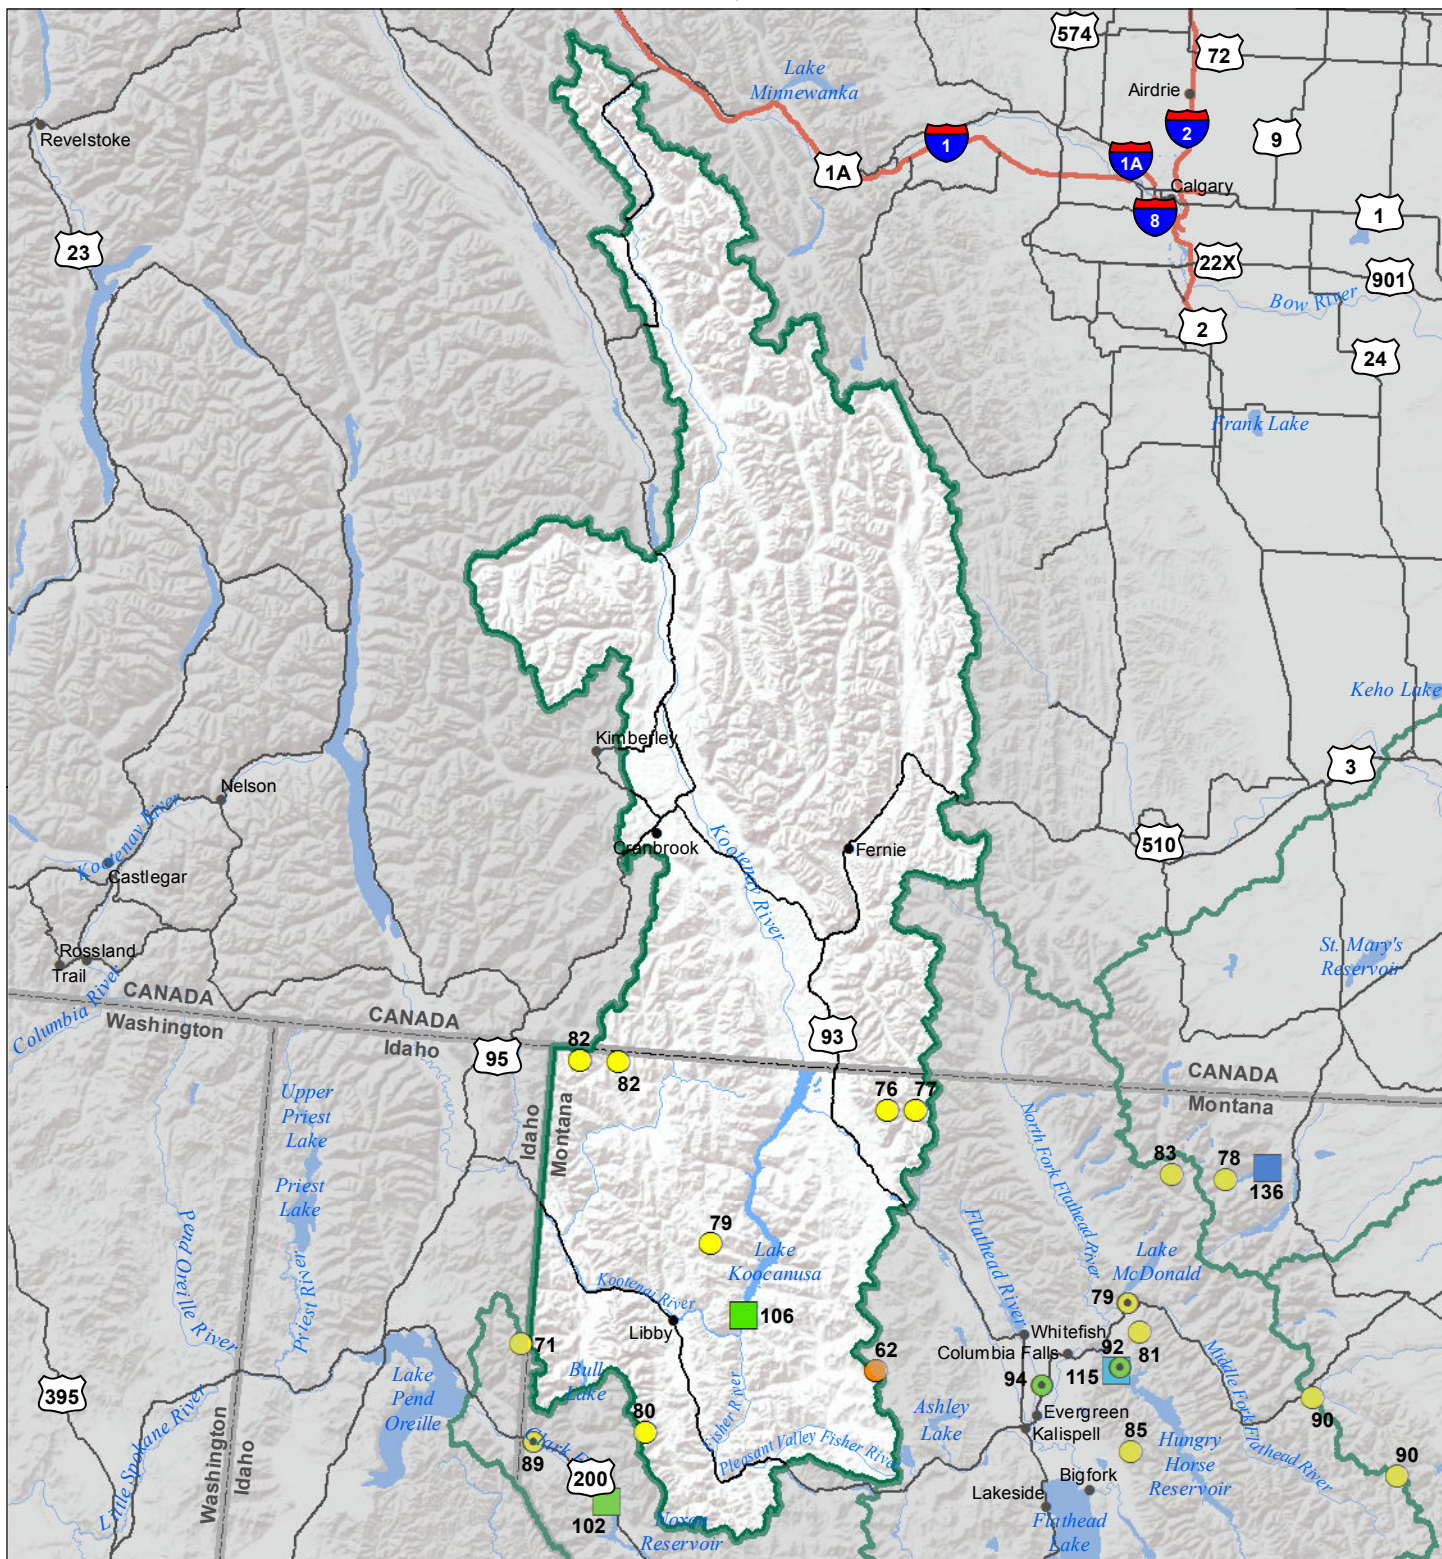 574
72
Lake
Minnewanka
Airdrie
2
9
Revelstoke
1
1A
1A
Calgary
8
1
23
22X
901
Bow River
2
24
Frank Lake
Keho Lake
Kimberley
3
Nelson
Kootenay River
Cranbrook
Kootenay River
Fernie
510
Castlegar
Rossland
Trail
St. Mary's
Reservoir
Columbia River
CANADA
Washington
CANADA
Idaho
95
82
82
93
CANADA
Montana
Upper
Priest
Lake
Idaho
Montana
76
77
North Fork Flathead River
83
78
136
Priest
Lake
Pend Oreille River
Priest River
79
Lake
Koocanusa
Flathead River
Lake
McDonald
Kootenai River
106
79
Libby
Whitefish
Columbia Falls
92
81
115
71
62
94
Middle Fork Flathead River
Bull
Lake
Lake
Pend
Oreille
395
80
Fisher River
Ashley
Lake
Evergreen
Kalispell
90
Pleasant Valley Fisher River
85
Hungry
Horse
Reservoir
89
Clark
200
Bigfork
90
Lakeside
Little Spokane River
Washington
Idaho
102
Noxon
Reservoir
Flathead
Lake